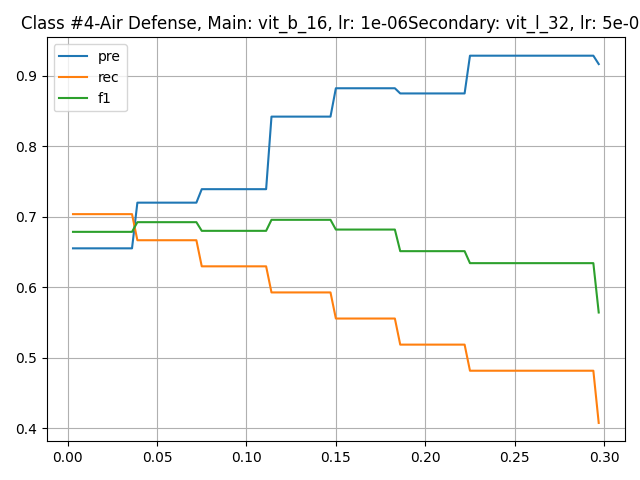 Class #4-Air Defense, Main: vit_b_16, lr: 1e-06Secondary: vit_l_32, lr: 5e-0
pre
rec
f1
0.9
0.8
0.7
0.6
0.5
0.4
0.00 0.05 0.10 0.15 0.20 0.25 0.30